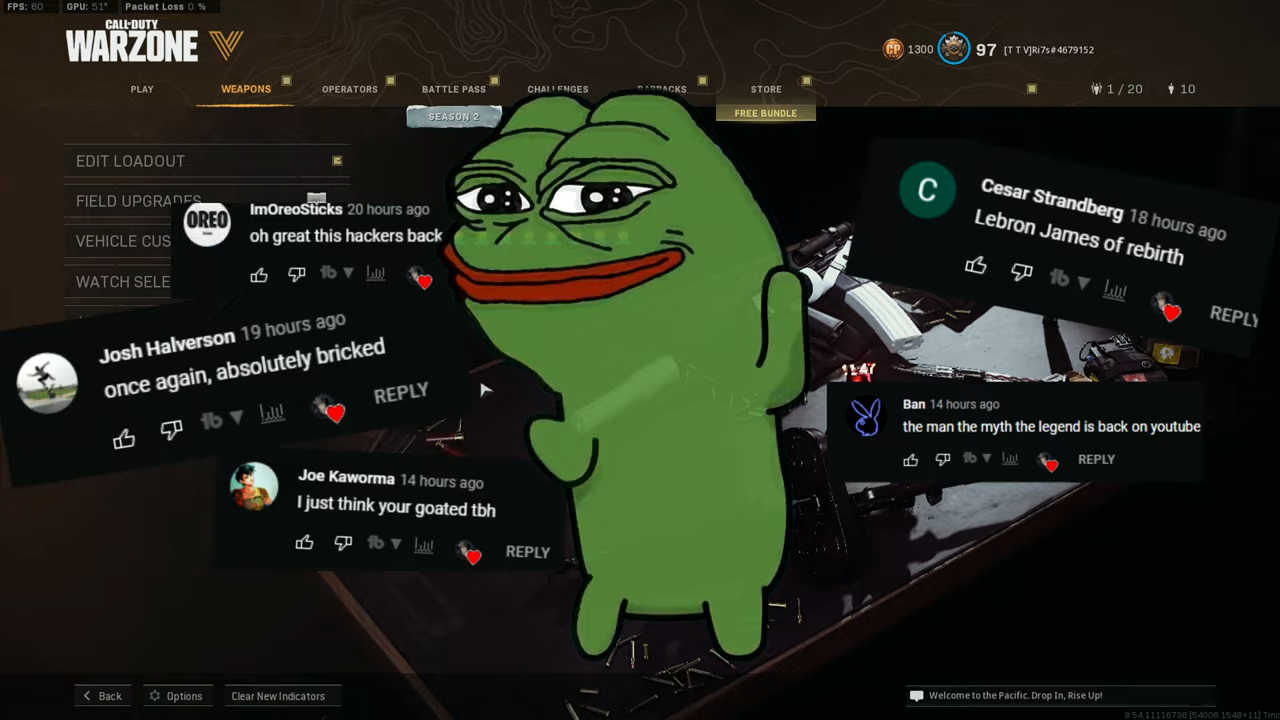 FPS: 60 GPU: 51° Packet Loss 0 %
CALL OF DUTY
WARZONE
CP 1300 97 [T T V]Ri7s#4679152
PLAY WEAPONS OPERATORS BATTLE PASS CHALLENGES STORE 1 / 20 10
SEASON 2 FREE BUNDLE
EDIT LOADOUT
FIELD UPGRADES
VEHICLE CUS
WATCH SELE
OREO
ImOreoSticks 20 hours ago
oh great this hackers back
C
Cesar Strandberg 18 hours ago
Lebron James of rebirth
REPLY
Josh Halverson 19 hours ago
once again, absolutely bricked
REPLY
Ban 14 hours ago
the man the myth the legend is back on youtube
REPLY
Joe Kaworma 14 hours ago
I just think your goated tbh
REPLY
Back Options Clear New Indicators
Welcome to the Pacific. Drop In, Rise Up!